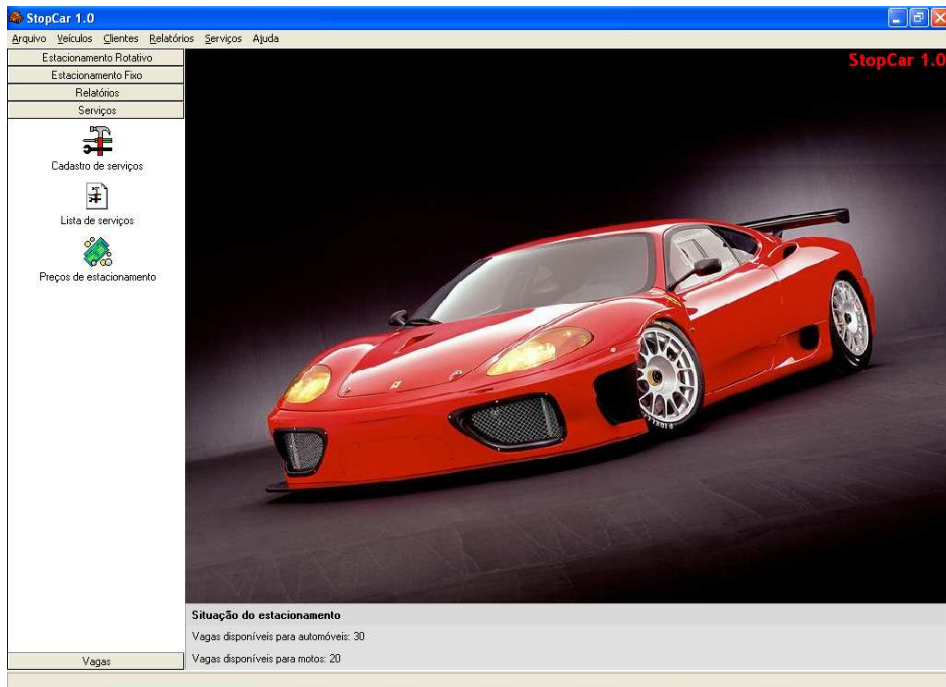 StopCar 1.0
Arquivo Veículos Clientes Relatórios Serviços Ajuda
Estacionamento Rotativo
Estacionamento Fixo
Relatórios
Serviços
Cadastro de serviços
Lista de serviços
Preços de estacionamento
Vagas
StopCar 1.0
PIRELLI
Situação do estacionamento
Vagas disponíveis para automóveis: 30
Vagas disponíveis para motos: 20